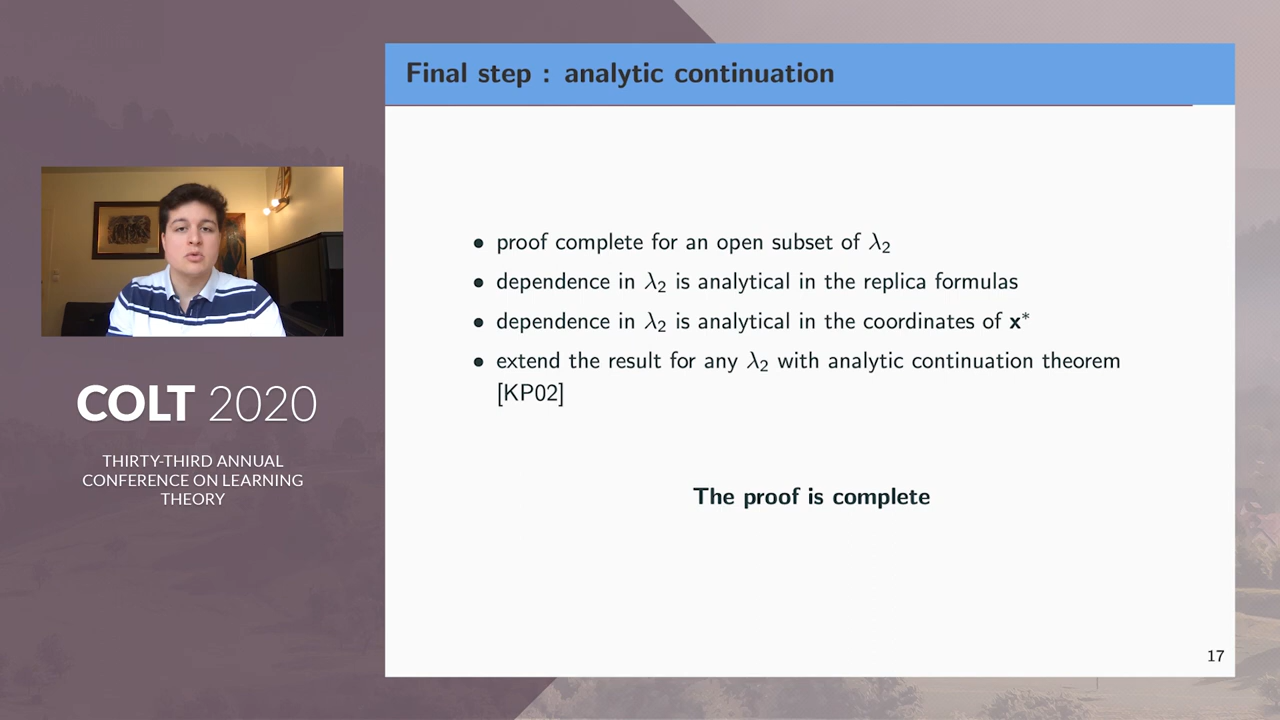 Final step : analytic continuation
• proof complete for an open subset of λ₂
• dependence in λ₂ is analytical in the replica formulas
• dependence in λ₂ is analytical in the coordinates of x*
• extend the result for any λ₂ with analytic continuation theorem
[KP02]
The proof is complete
17
COLT 2020
THIRTY-THIRD ANNUAL
CONFERENCE ON LEARNING
THEORY